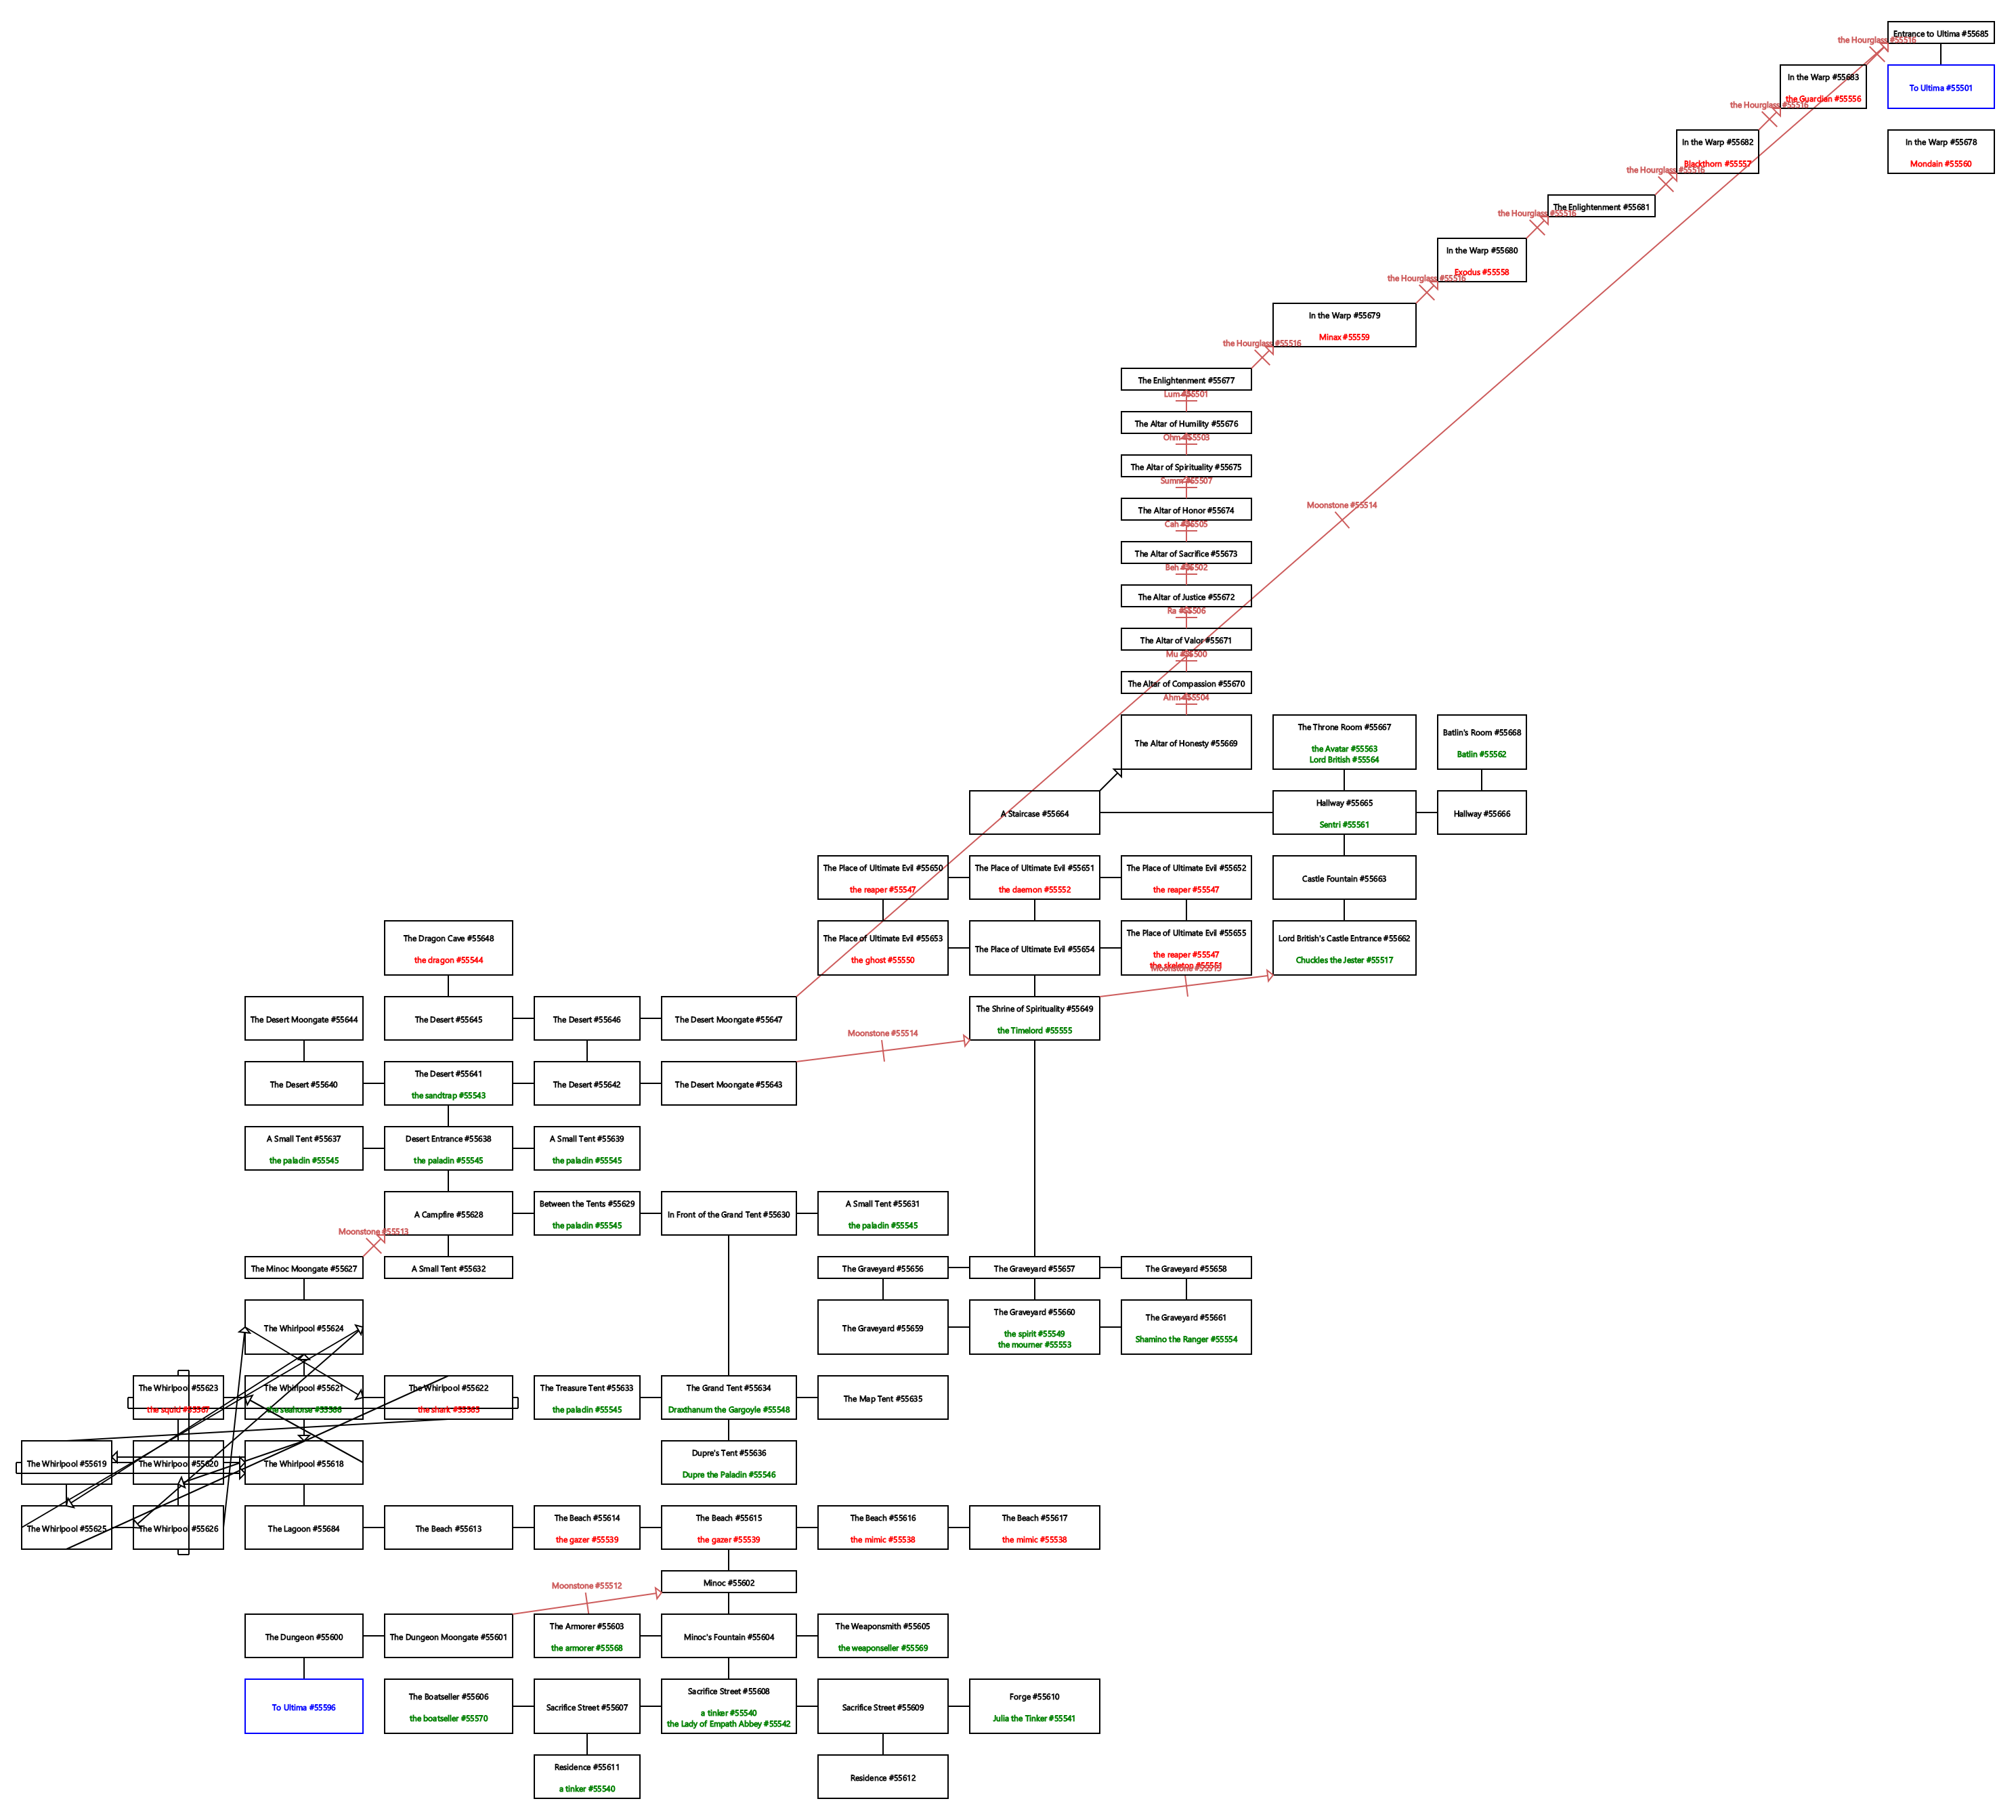 Entrance to Ultima #55685
the Hourglass #55516
In the Warp #55683
the Guardian #55556
To Ultima #55501
the Hourglass #55516
In the Warp #55682
Blackthorn #55557
In the Warp #55678
Mondain #55560
the Hourglass #55516
The Enlightenment #55681
the Hourglass #55516
In the Warp #55680
Exodus #55558
the Hourglass #55516
In the Warp #55679
Minax #55559
the Hourglass #55516
The Enlightenment #55677
Lum #55501
The Altar of Humility #55676
Ohm #55503
The Altar of Spirituality #55675
Summ #55507
The Altar of Honor #55674
Moonstone #55514
Cah #55505
The Altar of Sacrifice #55673
Beh #55502
The Altar of Justice #55672
Ra #55506
The Altar of Valor #55671
Mu #55500
The Altar of Compassion #55670
Ahm #55504
The Altar of Honesty #55669
The Throne Room #55667
the Avatar #55563
Lord British #55564
Batlin's Room #55668
Batlin #55562
A Staircase #55664
Hallway #55665
Sentri #55561
Hallway #55666
The Place of Ultimate Evil #55650
the reaper #55547
The Place of Ultimate Evil #55651
the daemon #55552
The Place of Ultimate Evil #55652
the reaper #55547
Castle Fountain #55663
The Dragon Cave #55648
the dragon #55544
The Place of Ultimate Evil #55653
the ghost #55550
The Place of Ultimate Evil #55654
The Place of Ultimate Evil #55655
the reaper #55547
the skeleton #55551
Moonstone #55515
Lord British's Castle Entrance #55662
Chuckles the Jester #55517
The Desert Moongate #55644
The Desert #55645
The Desert #55646
The Desert Moongate #55647
The Shrine of Spirituality #55649
the Timelord #55555
Moonstone #55514
The Desert #55640
The Desert #55641
the sandtrap #55543
The Desert #55642
The Desert Moongate #55643
A Small Tent #55637
the paladin #55545
Desert Entrance #55638
the paladin #55545
A Small Tent #55639
the paladin #55545
A Campfire #55628
Between the Tents #55629
the paladin #55545
In Front of the Grand Tent #55630
A Small Tent #55631
the paladin #55545
Moonstone #55513
The Minoc Moongate #55627
A Small Tent #55632
The Graveyard #55656
The Graveyard #55657
The Graveyard #55658
The Whirlpool #55624
The Graveyard #55659
The Graveyard #55660
the spirit #55549
the mourner #55553
The Graveyard #55661
Shamino the Ranger #55554
The Whirlpool #55623
the squid #55567
The Whirlpool #55621
the seahorse #55566
The Whirlpool #55622
the shark #55565
The Treasure Tent #55633
the paladin #55545
The Grand Tent #55634
Draxthanum the Gargoyle #55548
The Map Tent #55635
The Whirlpool #55619
The Whirlpool #55620
The Whirlpool #55618
Dupre's Tent #55636
Dupre the Paladin #55546
The Whirlpool #55625
The Whirlpool #55626
The Lagoon #55684
The Beach #55613
The Beach #55614
the gazer #55539
The Beach #55615
the gazer #55539
The Beach #55616
the mimic #55538
The Beach #55617
the mimic #55538
Minoc #55602
Moonstone #55512
The Dungeon #55600
The Dungeon Moongate #55601
The Armorer #55603
the armorer #55568
Minoc's Fountain #55604
The Weaponsmith #55605
the weaponseller #55569
To Ultima #55596
The Boatseller #55606
the boatseller #55570
Sacrifice Street #55607
Sacrifice Street #55608
a tinker #55540
the Lady of Empath Abbey #55542
Sacrifice Street #55609
Forge #55610
Julia the Tinker #55541
Residence #55611
a tinker #55540
Residence #55612